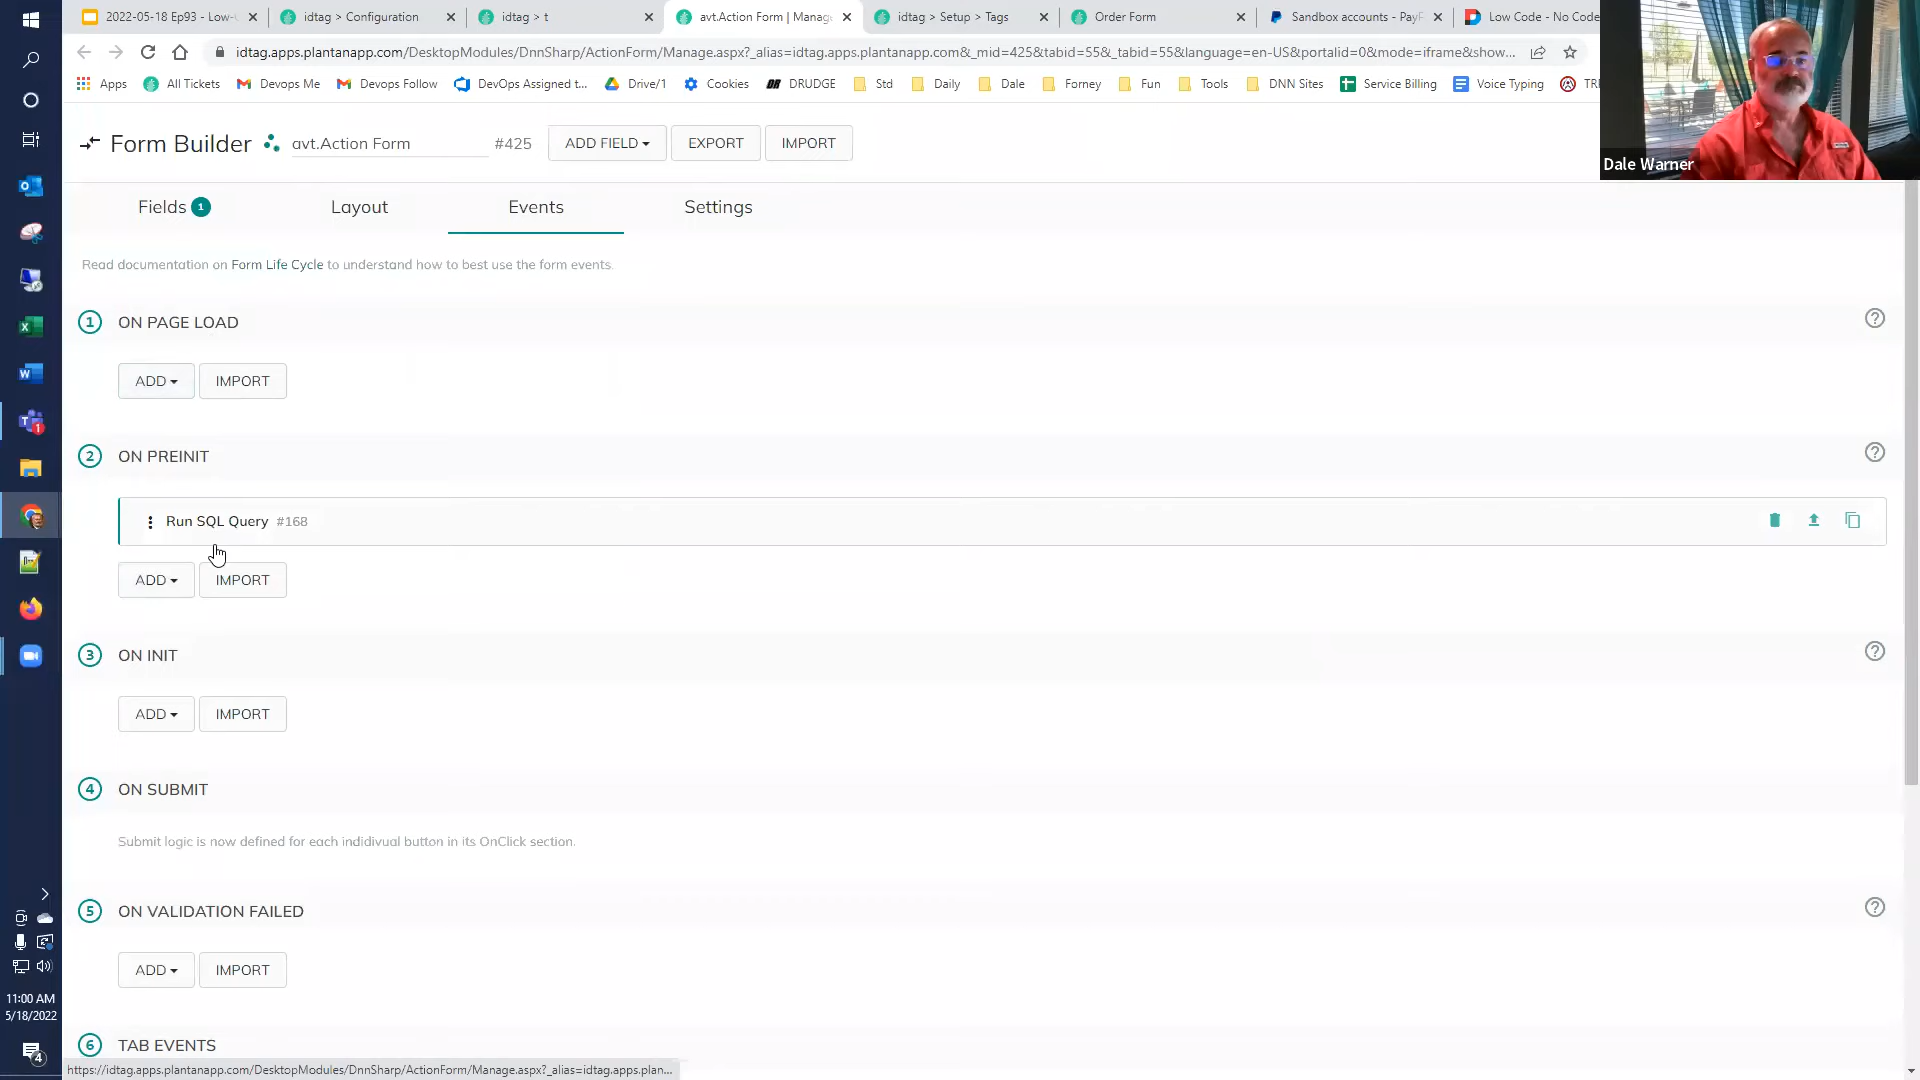 2022-05-18 Ep93 - Low-C
idtag > Configuration
idtag > t
avt.Action Form | Manag
idtag > Setup > Tags
Order Form
Sandbox accounts - PayP
Low Code - No Code
idtag.apps.plantanapp.com/DesktopModules/DnnSharp/ActionForm/Manage.aspx?_alias=idtag.apps.plantanapp.com&_mid=425&tabid=55&_tabid=55&language=en-US&portalid=0&mode=iframe&show...
Apps
All Tickets
Devops Me
Devops Follow
DevOps Assigned t...
Drive/1
Cookies
DR DRUDGE
Std
Daily
Dale
Forney
Fun
Tools
DNN Sites
Service Billing
Voice Typing
Dale Warner
Form Builder
avt.Action Form
#425
ADD FIELD
EXPORT
IMPORT
Fields 1
Layout
Events
Settings
Read documentation on Form Life Cycle to understand how to best use the form events.
1 ON PAGE LOAD
ADD IMPORT
2 ON PREINIT
Run SQL Query #168
ADD IMPORT
3 ON INIT
ADD IMPORT
4 ON SUBMIT
Submit logic is now defined for each indidivual button in its OnClick section.
5 ON VALIDATION FAILED
ADD IMPORT
6 TAB EVENTS
https://idtag.apps.plantanapp.com/DesktopModules/DnnSharp/ActionForm/Manage.aspx?_alias=idtag.apps.plan...
11:00 AM
5/18/2022
4